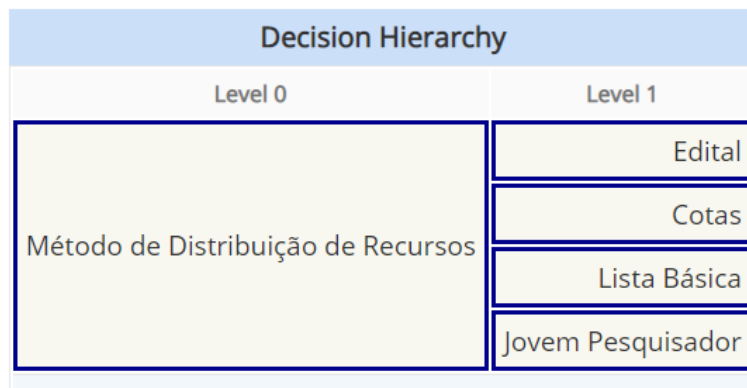 Decision Hierarchy
Level 0
Level 1
Método de Distribuição de Recursos
Edital
Cotas
Lista Básica
Jovem Pesquisador